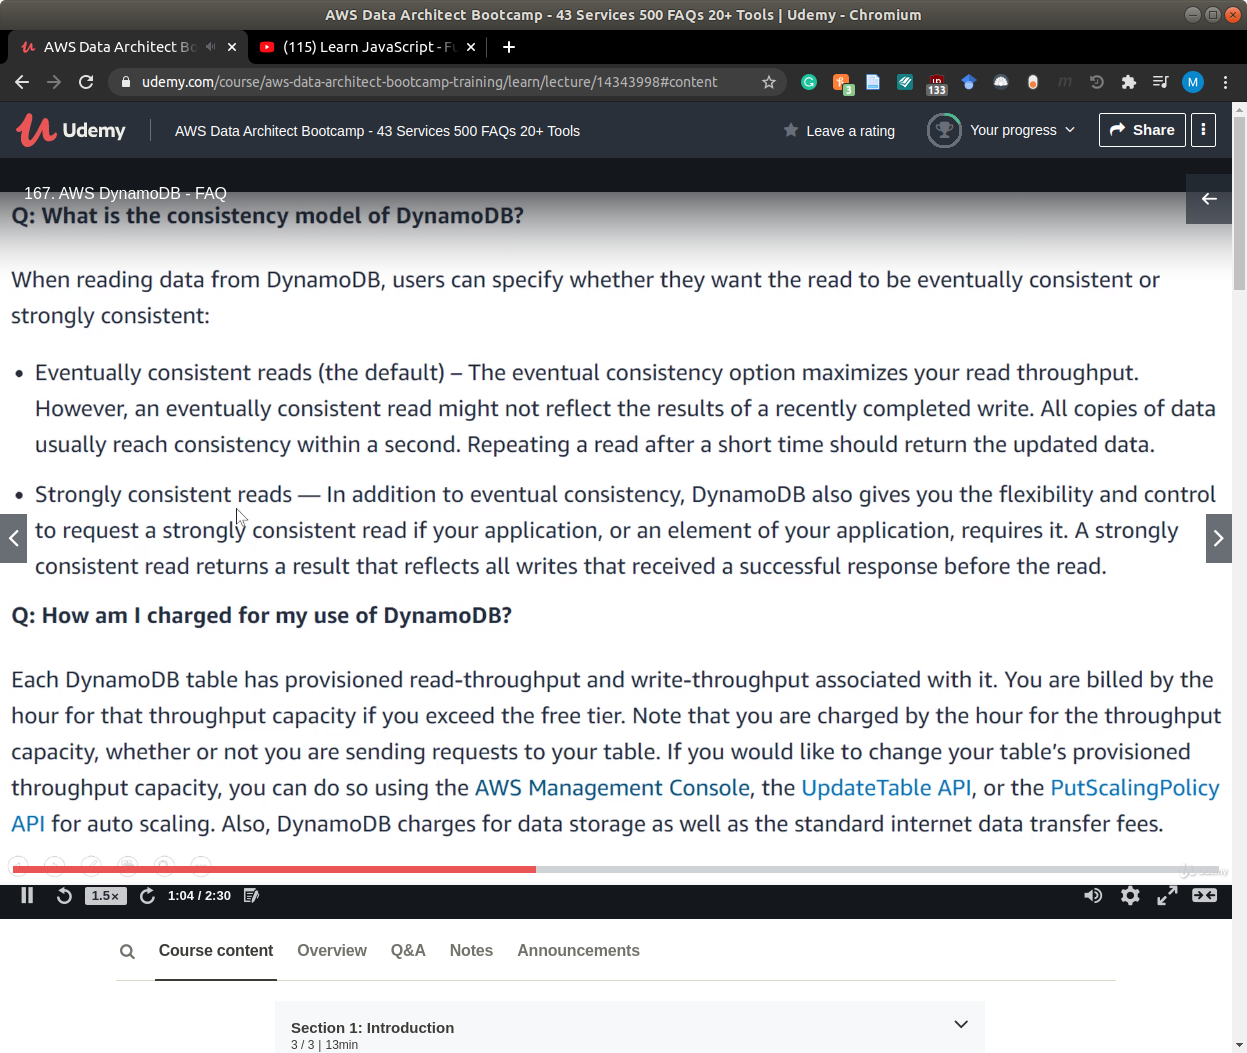 AWS Data Architect Bootcamp - 43 Services 500 FAQs 20+ Tools | Udemy - Chromium
AWS Data Architect Bo
(115) Learn JavaScript - Fu
udemy.com/course/aws-data-architect-bootcamp-training/learn/lecture/14343998#content
3
133
M
Udemy
AWS Data Architect Bootcamp - 43 Services 500 FAQs 20+ Tools
Leave a rating
Your progress
Share
167. AWS DynamoDB - FAQ
Q: What is the consistency model of DynamoDB?
When reading data from DynamoDB, users can specify whether they want the read to be eventually consistent or
strongly consistent:
• Eventually consistent reads (the default) – The eventual consistency option maximizes your read throughput.
However, an eventually consistent read might not reflect the results of a recently completed write. All copies of data
usually reach consistency within a second. Repeating a read after a short time should return the updated data.
• Strongly consistent reads — In addition to eventual consistency, DynamoDB also gives you the flexibility and control
to request a strongly consistent read if your application, or an element of your application, requires it. A strongly
consistent read returns a result that reflects all writes that received a successful response before the read.
Q: How am I charged for my use of DynamoDB?
Each DynamoDB table has provisioned read-throughput and write-throughput associated with it. You are billed by the
hour for that throughput capacity if you exceed the free tier. Note that you are charged by the hour for the throughput
capacity, whether or not you are sending requests to your table. If you would like to change your table’s provisioned
throughput capacity, you can do so using the AWS Management Console, the UpdateTable API, or the PutScalingPolicy
API for auto scaling. Also, DynamoDB charges for data storage as well as the standard internet data transfer fees.
1.5×
1:04 / 2:30
Course content
Overview
Q&A
Notes
Announcements
Section 1: Introduction
3 / 3 | 13min